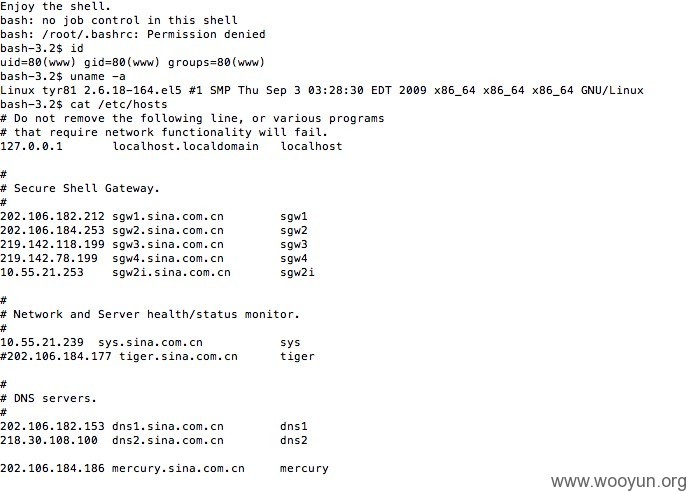 Enjoy the shell.
bash: no job control in this shell
bash: /root/.bashrc: Permission denied
bash-3.2$ id
uid=80(www) gid=80(www) groups=80(www)
bash-3.2$ uname -a
Linux tyr81 2.6.18-164.el5 #1 SMP Thu Sep 3 03:28:30 EDT 2009 x86_64 x86_64 x86_64 GNU/Linux
bash-3.2$ cat /etc/hosts
# Do not remove the following line, or various programs
# that require network functionality will fail.
127.0.0.1 localhost.localdomain localhost
#
# Secure Shell Gateway.
#
202.106.182.212 sgw1.sina.com.cn sgw1
202.106.184.253 sgw2.sina.com.cn sgw2
219.142.118.199 sgw3.sina.com.cn sgw3
219.142.78.199 sgw4.sina.com.cn sgw4
10.55.21.253 sgw2i.sina.com.cn sgw2i
#
# Network and Server health/status monitor.
#
10.55.21.239 sys.sina.com.cn sys
#202.106.184.177 tiger.sina.com.cn tiger
#
# DNS servers.
#
202.106.182.153 dns1.sina.com.cn dns1
218.30.108.100 dns2.sina.com.cn dns2
202.106.184.186 mercury.sina.com.cn mercury
www.wooyun.org